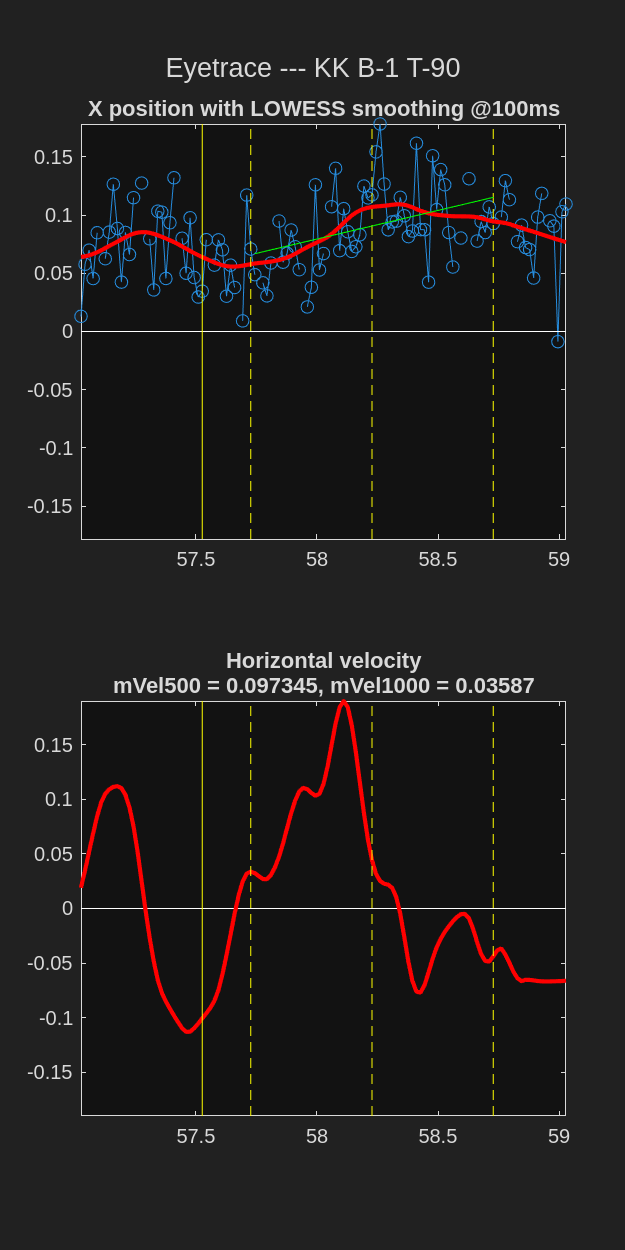 Eyetrace --- KK B-1 T-90
X position with LOWESS smoothing @100ms
0.15
0.1
0.05
0
-0.05
-0.1
-0.15
57.5 58 58.5 59
Horizontal velocity
mVel500 = 0.097345, mVel1000 = 0.03587
0.15
0.1
0.05
0
-0.05
-0.1
-0.15
57.5 58 58.5 59